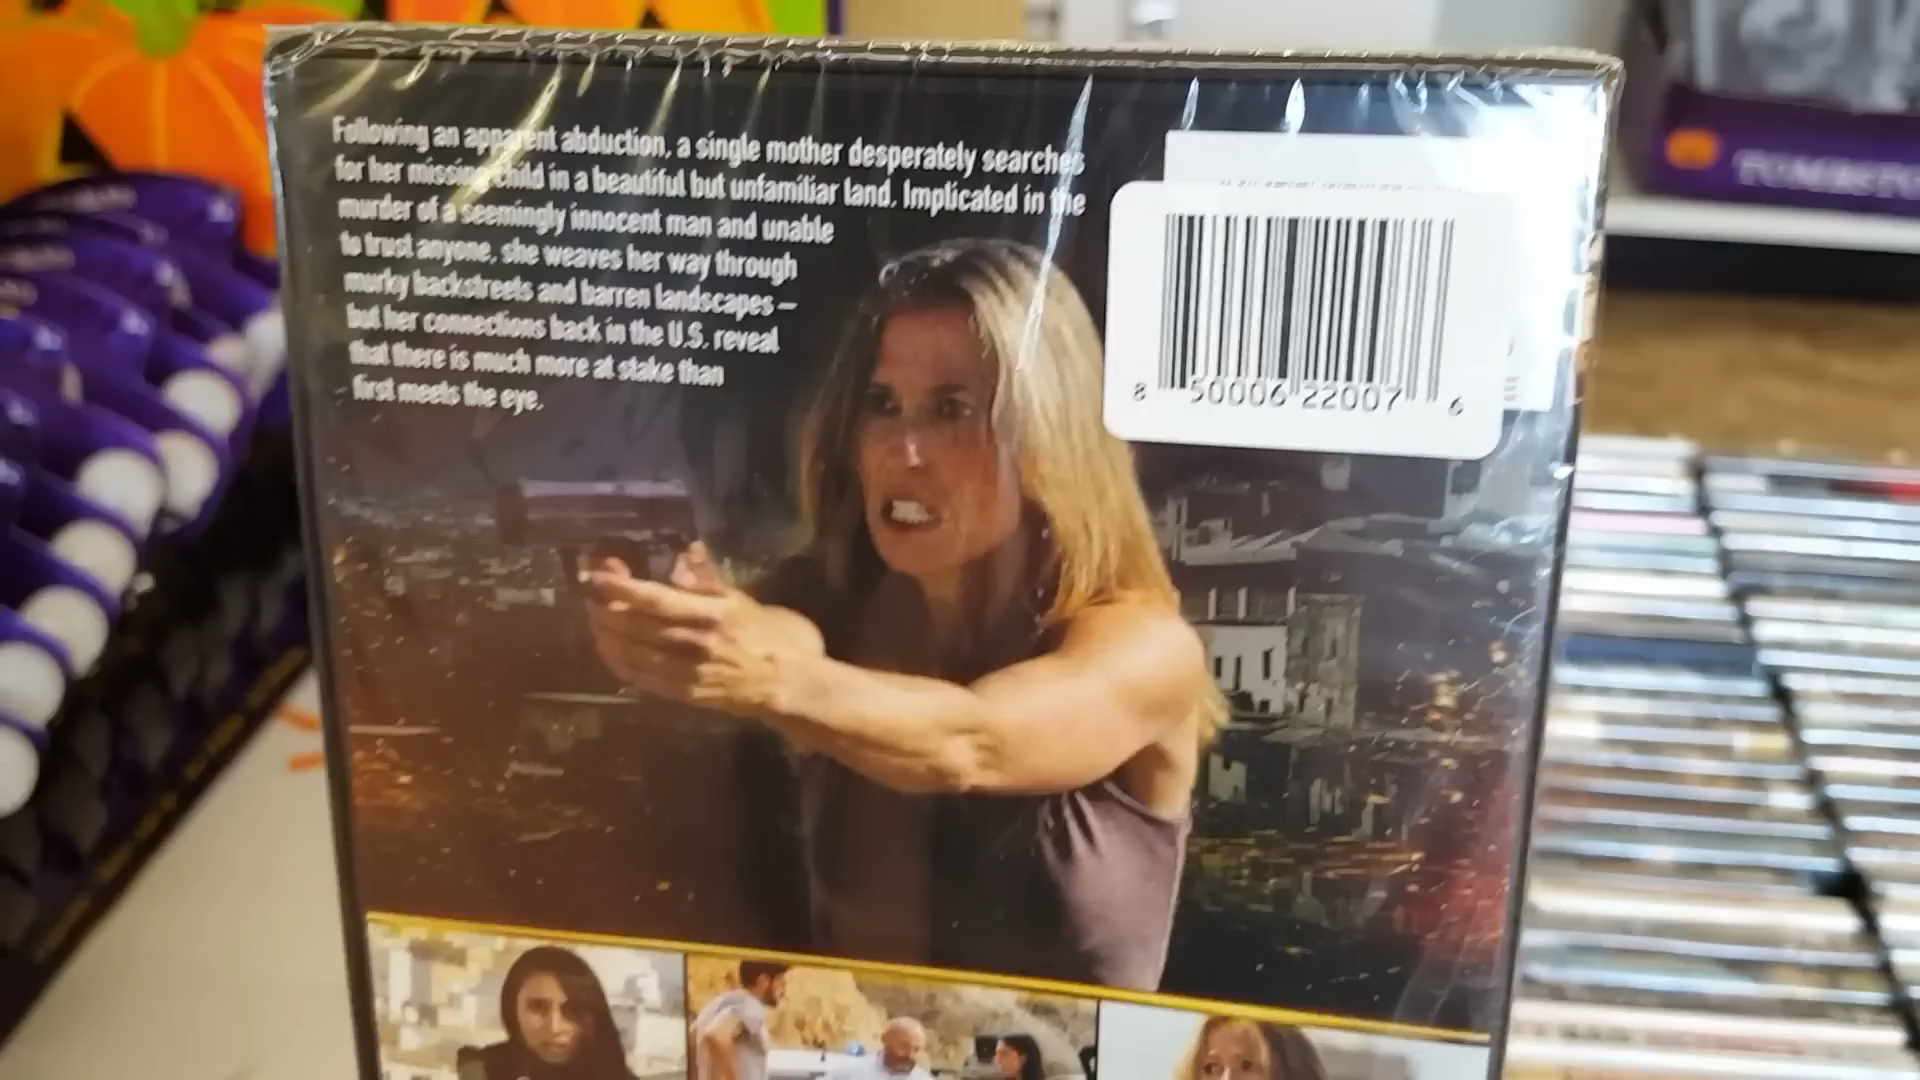 Following an apparent abduction, a single mother desperately searches
for her missing child in a beautiful but unfamiliar land. Implicated in the
murder of a seemingly innocent man and unable
to trust anyone, she weaves her way through
murky backstreets and barren landscapes –
but her connections back in the U.S. reveal
that there is much more at stake than
first meets the eye.
8 50006 22007 6